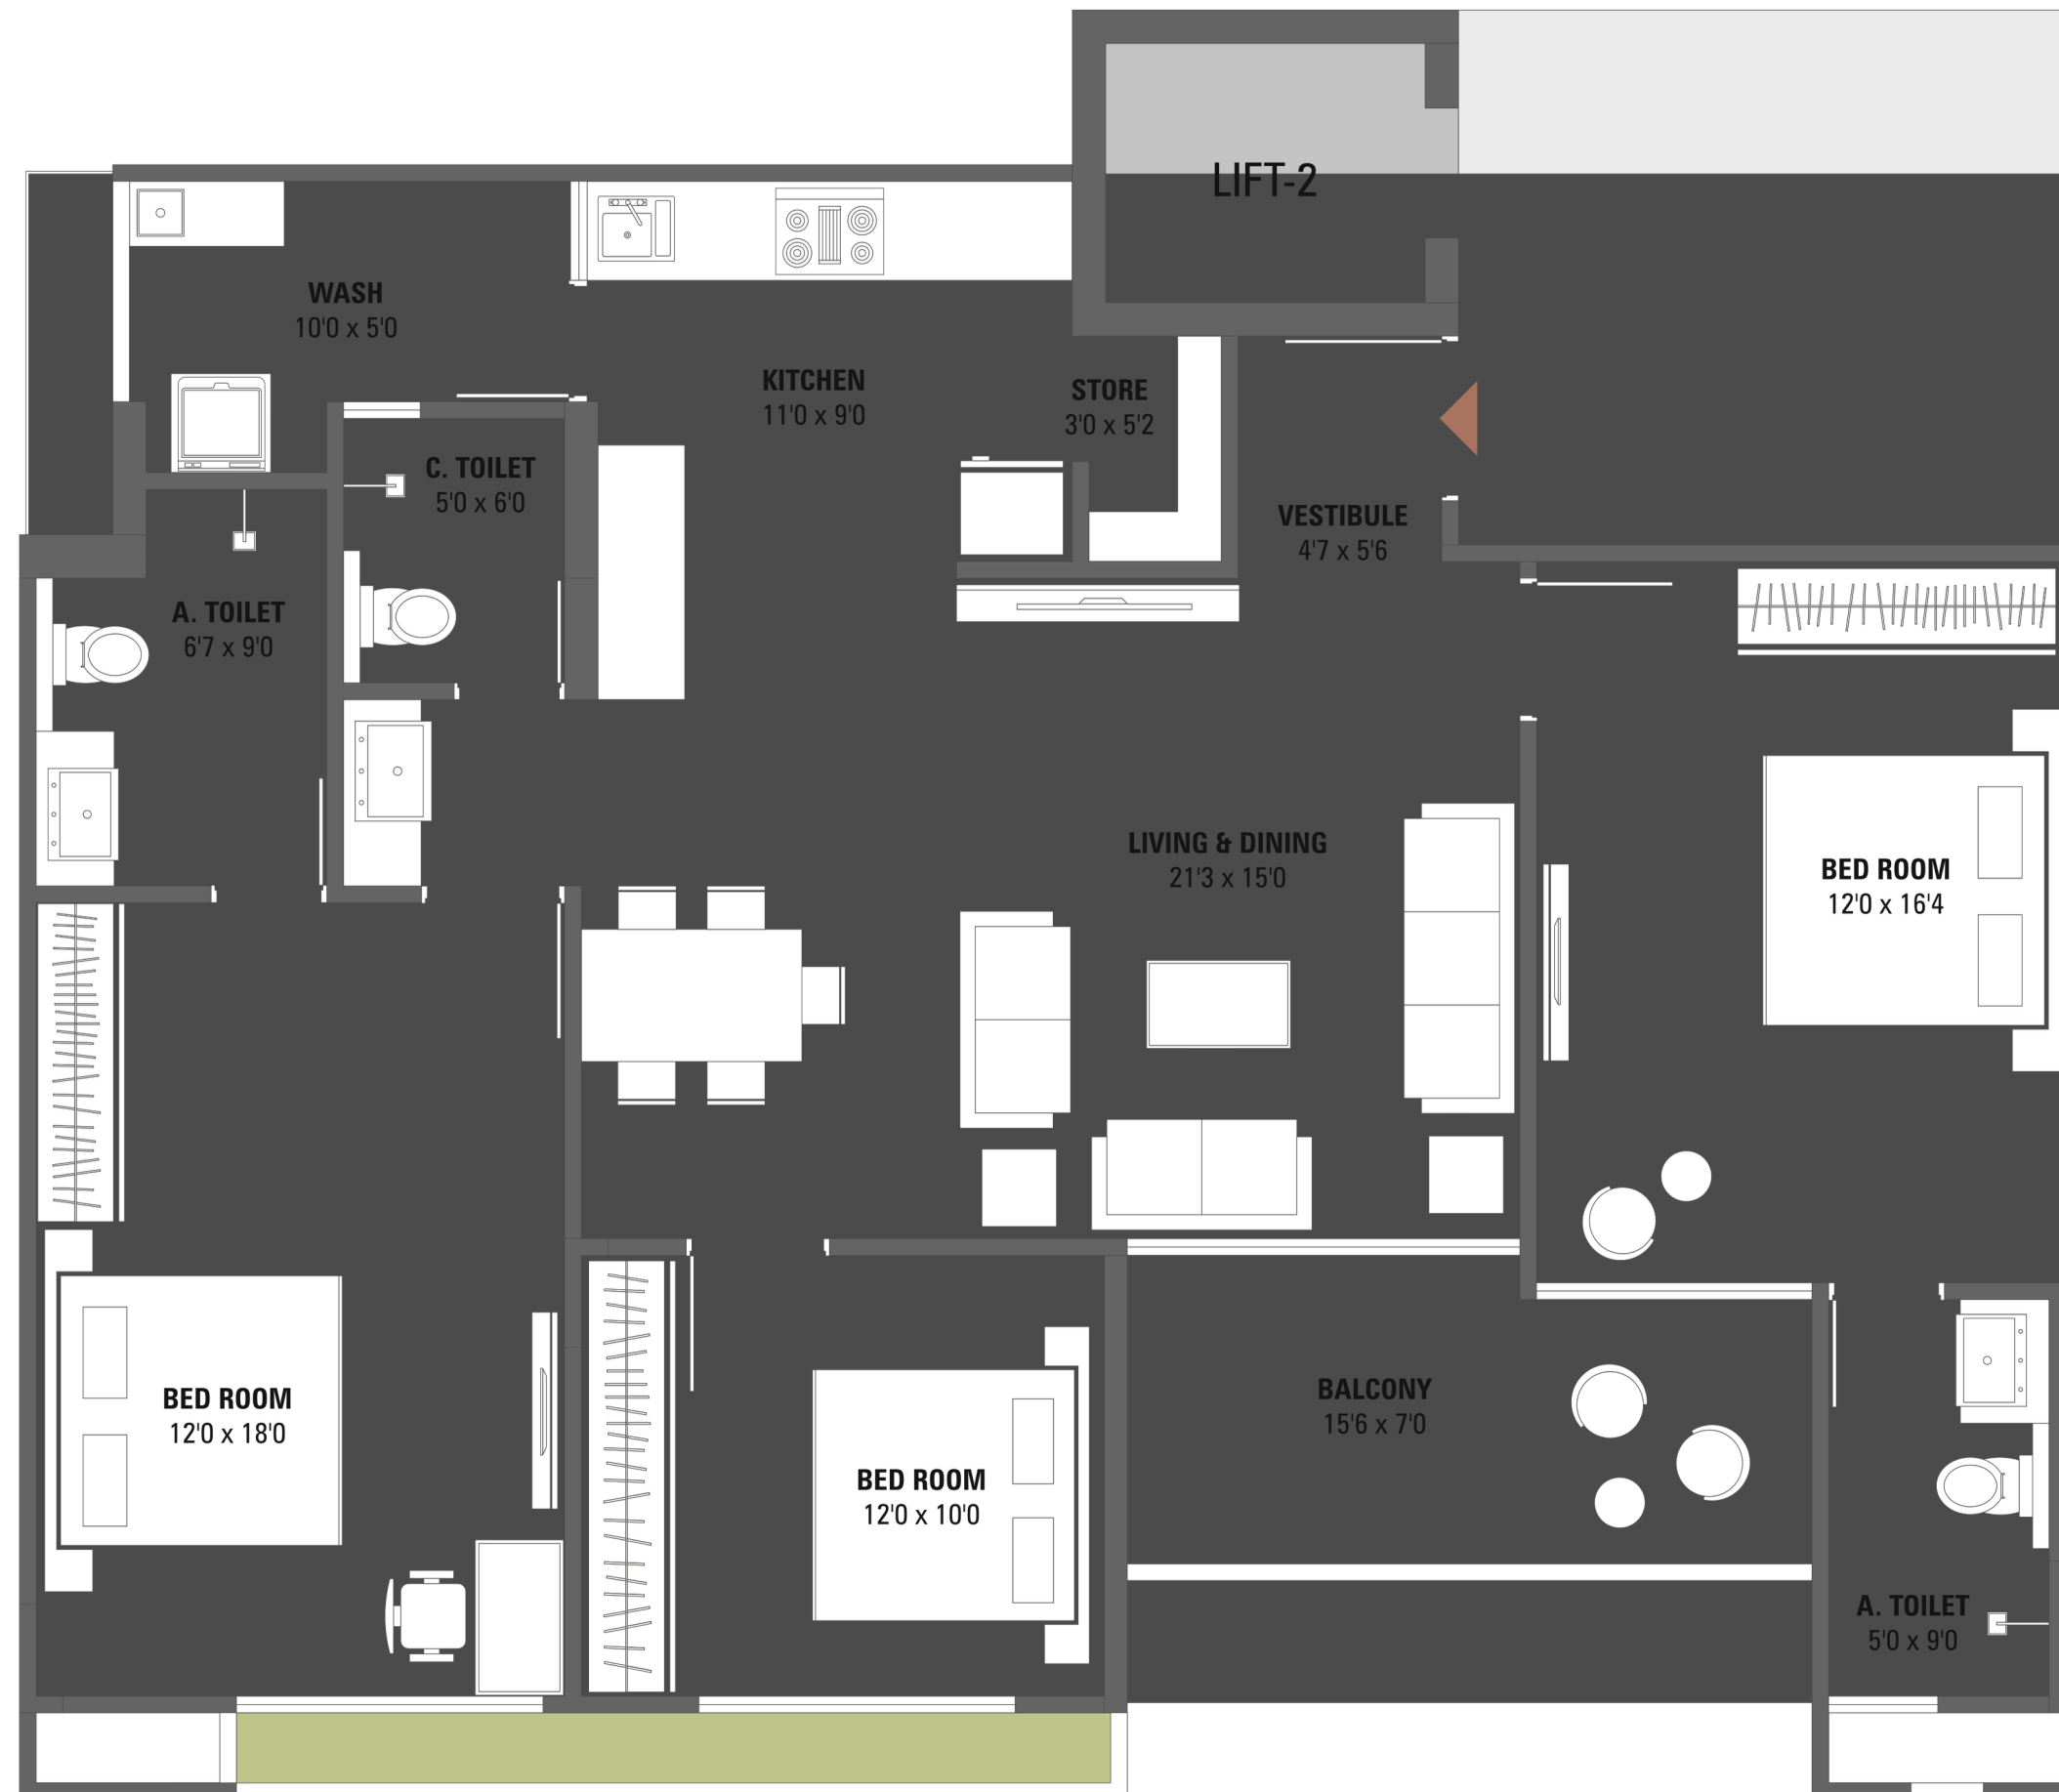 LIFT-2
WASH
10'0 x 5'0
KITCHEN
11'0 x 9'0
STORE
3'0 x 5'2
C. TOILET
5'0 x 6'0
VESTIBULE
4'7 x 5'6
A. TOILET
6'7 x 9'0
LIVING & DINING
21'3 x 15'0
BED ROOM
12'0 x 16'4
BED ROOM
12'0 x 18'0
BALCONY
15'6 x 7'0
BED ROOM
12'0 x 10'0
A. TOILET
5'0 x 9'0